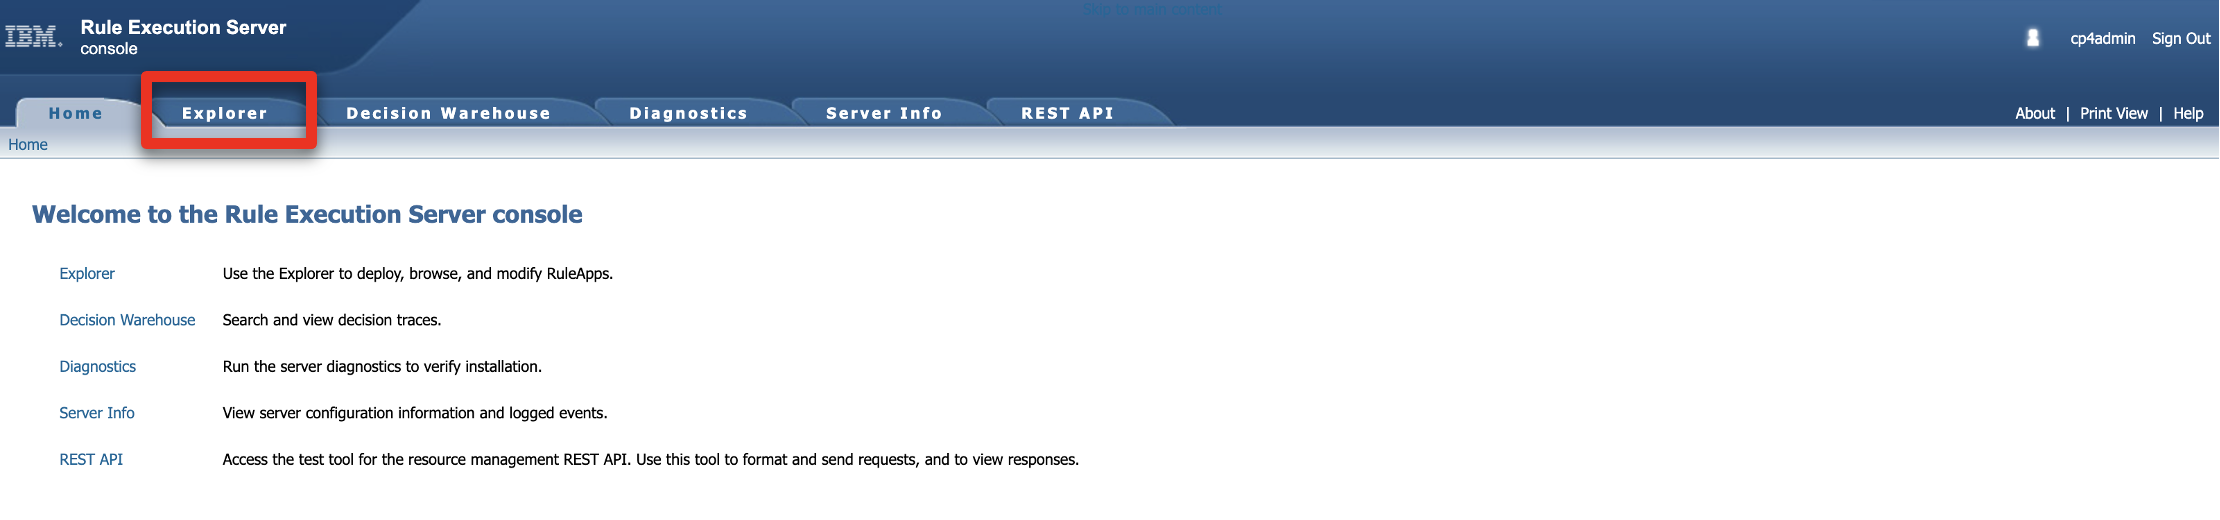 Skip to main content
IBM.
Rule Execution Server
console
cp4admin Sign Out
Home Explorer Decision Warehouse Diagnostics Server Info REST API About | Print View | Help
Home
Welcome to the Rule Execution Server console
Explorer Use the Explorer to deploy, browse, and modify RuleApps.
Decision Warehouse Search and view decision traces.
Diagnostics Run the server diagnostics to verify installation.
Server Info View server configuration information and logged events.
REST API Access the test tool for the resource management REST API. Use this tool to format and send requests, and to view responses.